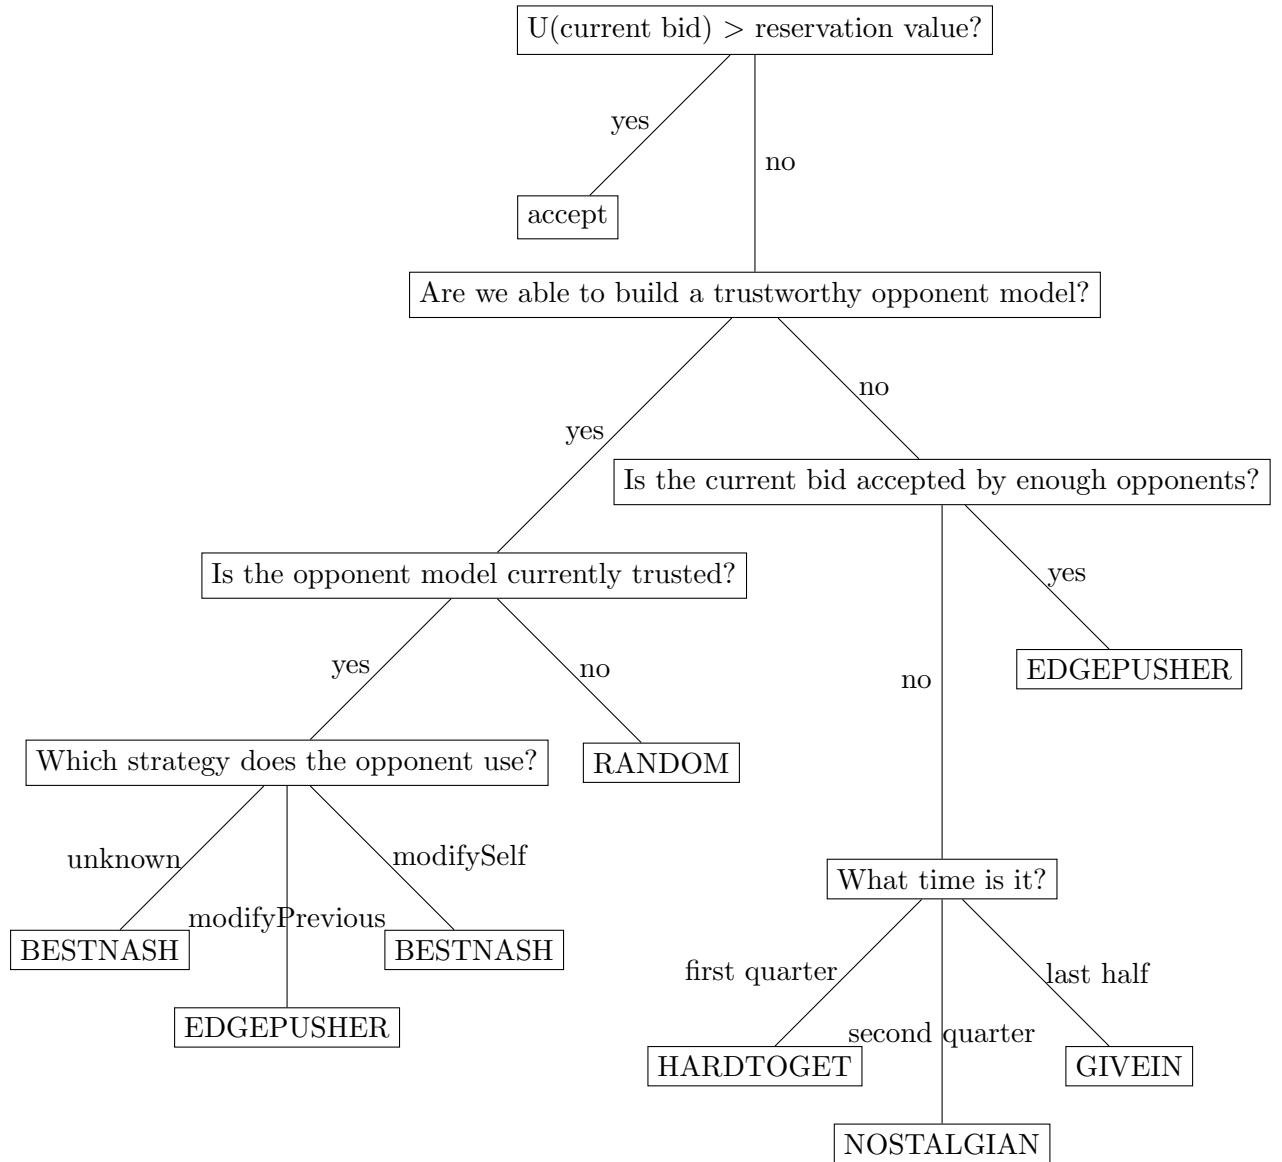 U(current bid) > reservation value?
yes
no
accept
Are we able to build a trustworthy opponent model?
yes
no
Is the current bid accepted by enough opponents?
Is the opponent model currently trusted?
yes
no
no
yes
EDGEPUSHER
Which strategy does the opponent use?
RANDOM
unknown
modifyPrevious
modifySelf
What time is it?
BESTNASH
BESTNASH
EDGEPUSHER
first quarter
second quarter
last half
HARDTOGET
GIVEIN
NOSTALGIAN